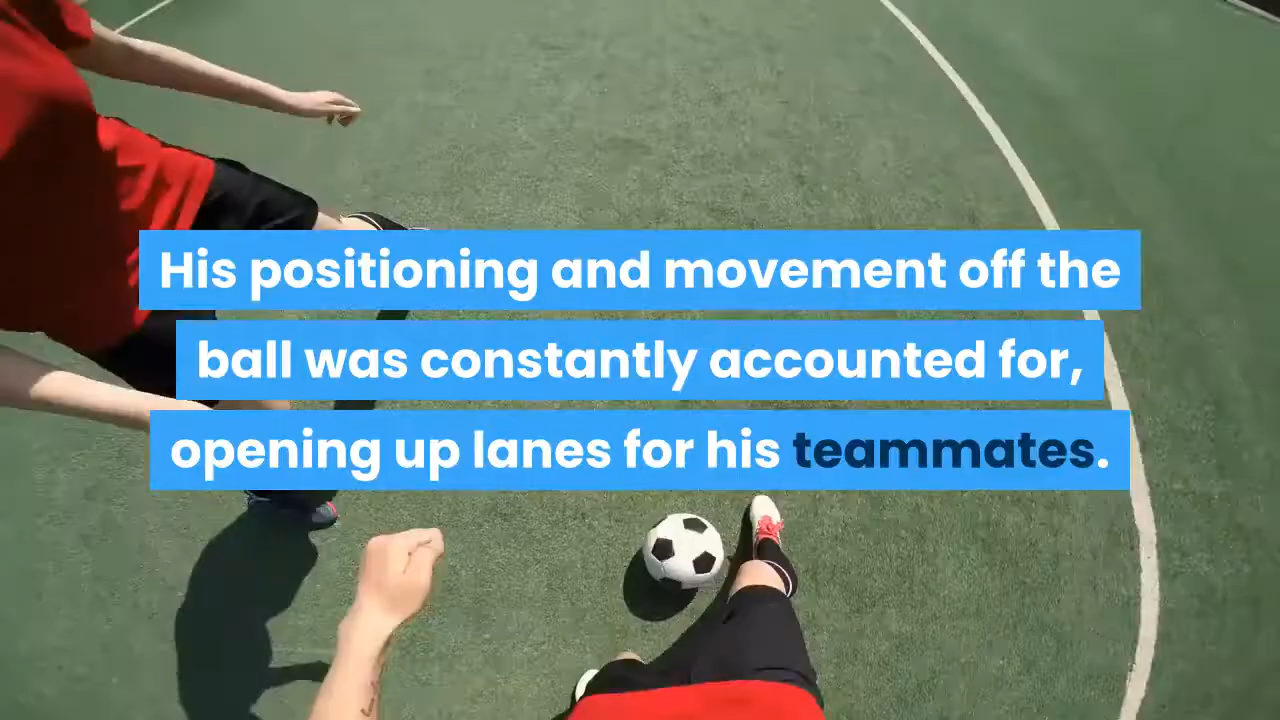 His positioning and movement off the
ball was constantly accounted for,
opening up lanes for his teammates.